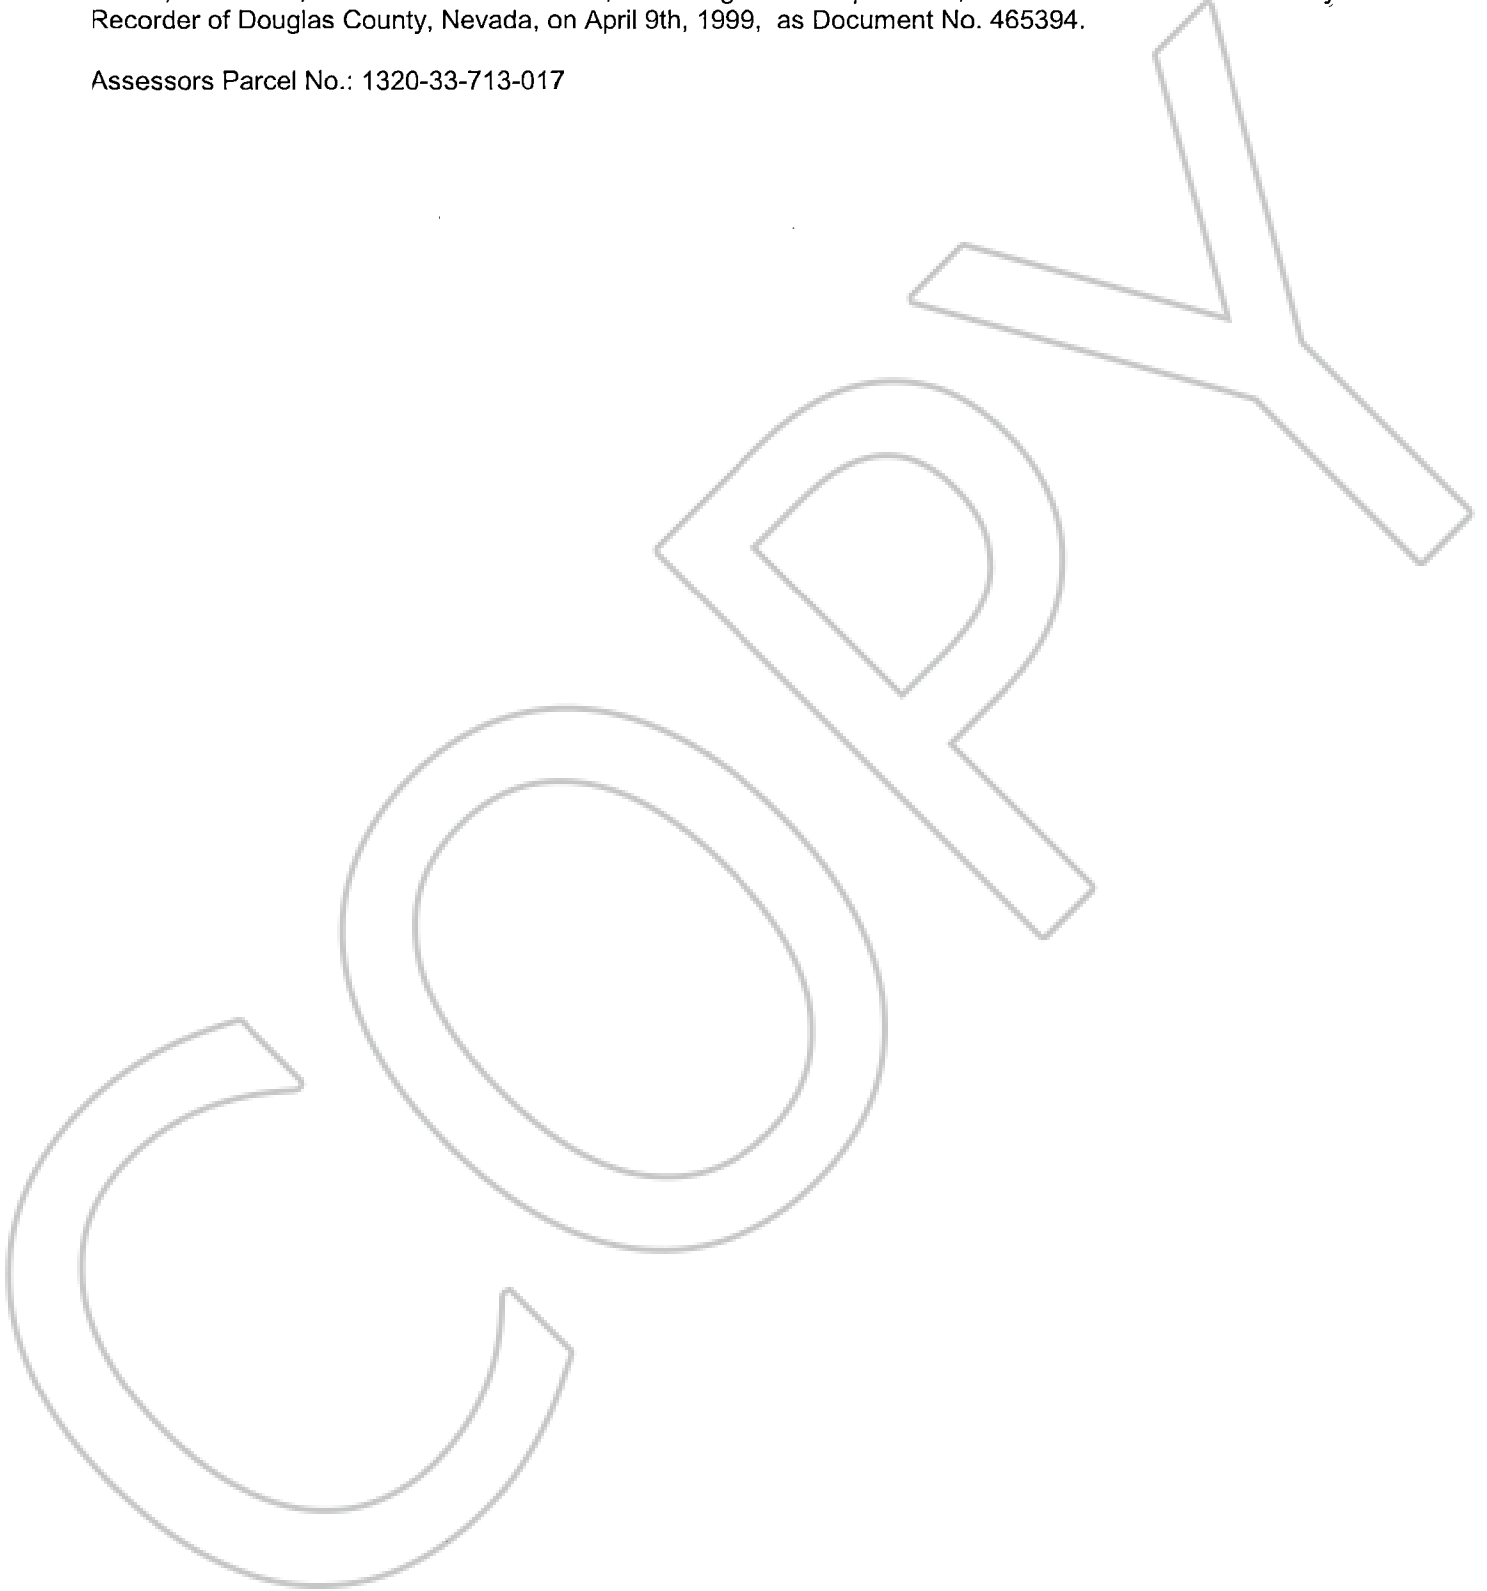 Recorder of Douglas County, Nevada, on April 9th, 1999, as Document No. 465394.
Assessors Parcel No.: 1320-33-713-017
COPY